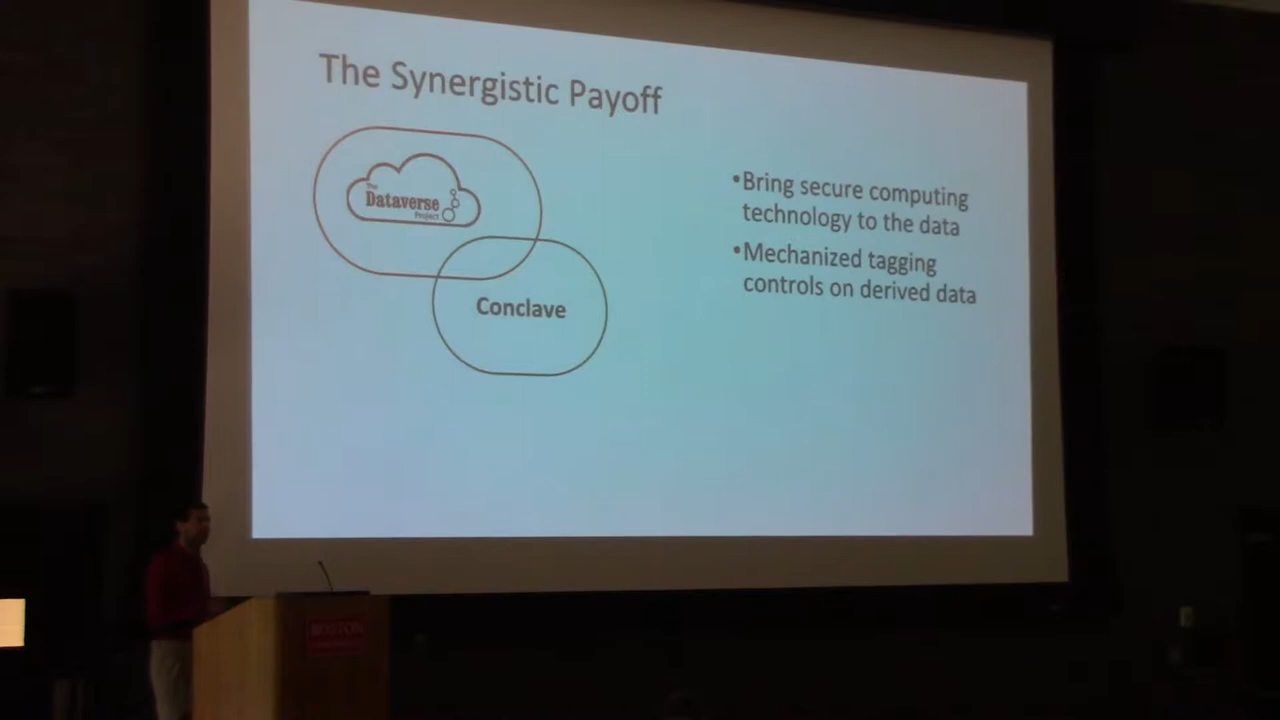 The Synergistic Payoff
The
Dataverse
Project
Conclave
•Bring secure computing
technology to the data
•Mechanized tagging
controls on derived data
BOSTON